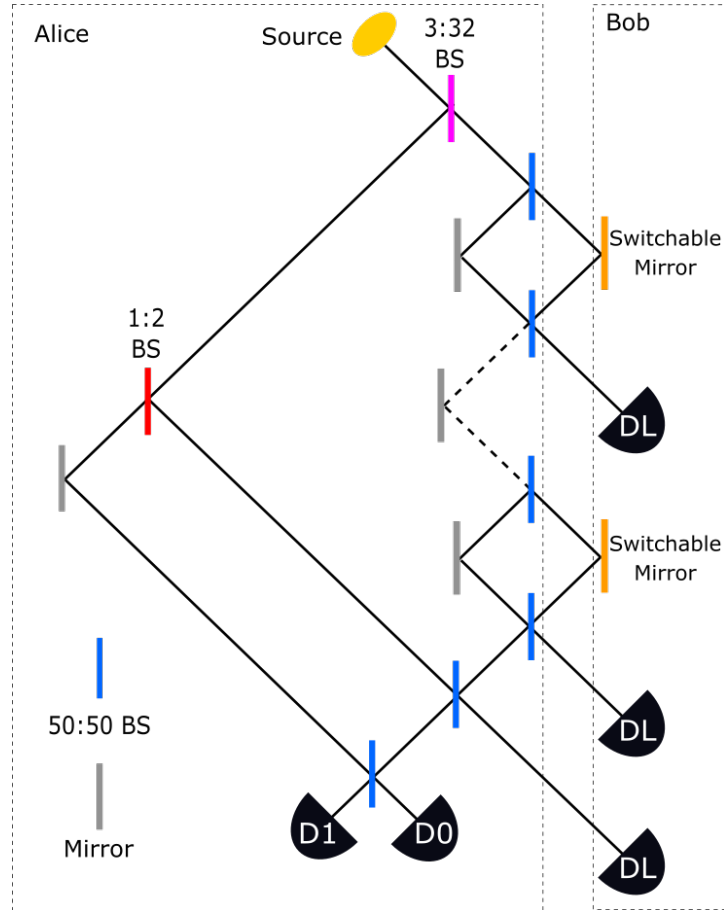 Alice
Source
3:32
BS
Bob
Switchable
Mirror
1:2
BS
DL
Switchable
Mirror
50:50 BS
DL
Mirror
D1
D0
DL